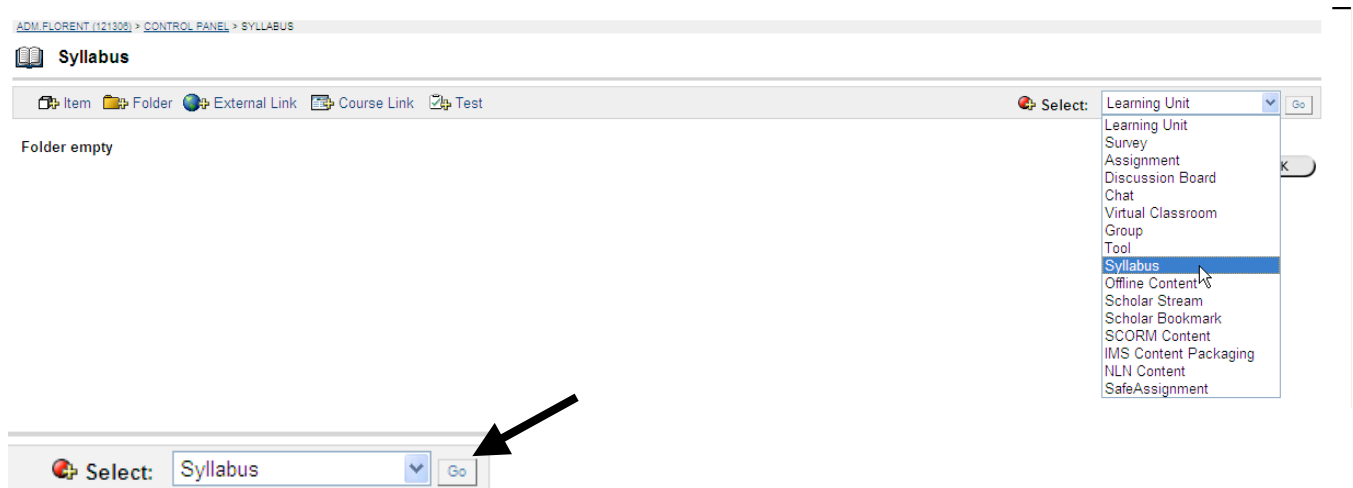 ADM.FLORENT (121306) > CONTROL PANEL > SYLLABUS
Syllabus
Item Folder External Link Course Link Test Select: Learning Unit Go
Folder empty
Learning Unit
Survey
Assignment
K
Discussion Board
Chat
Virtual Classroom
Group
Tool
Syllabus
Offline Content
Scholar Stream
Scholar Bookmark
SCORM Content
IMS Content Packaging
NLN Content
SafeAssignment
Select: Syllabus Go